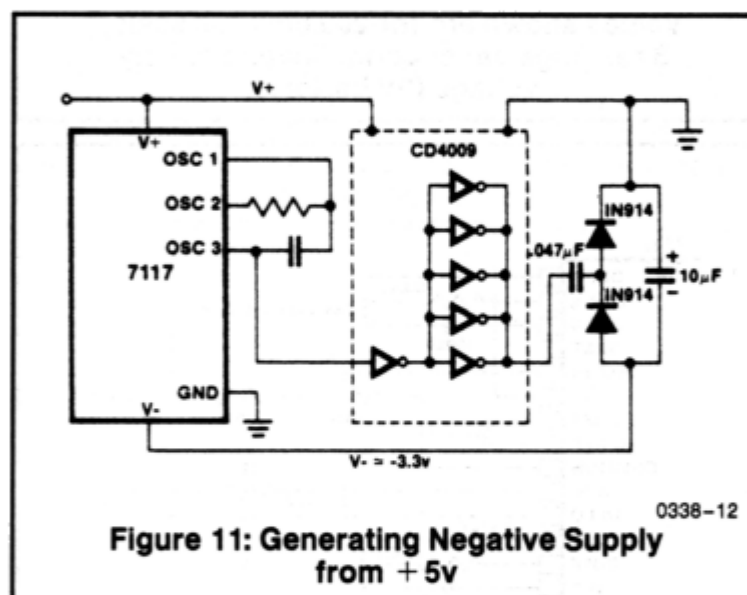 V+
V+
CD4009
OSC 1
OSC 2
IN914
OSC 3
7117
.047μF
+
10μF
−
IN914
GND
V-
V- = -3.3v
0338-12
Figure 11: Generating Negative Supply
from + 5v